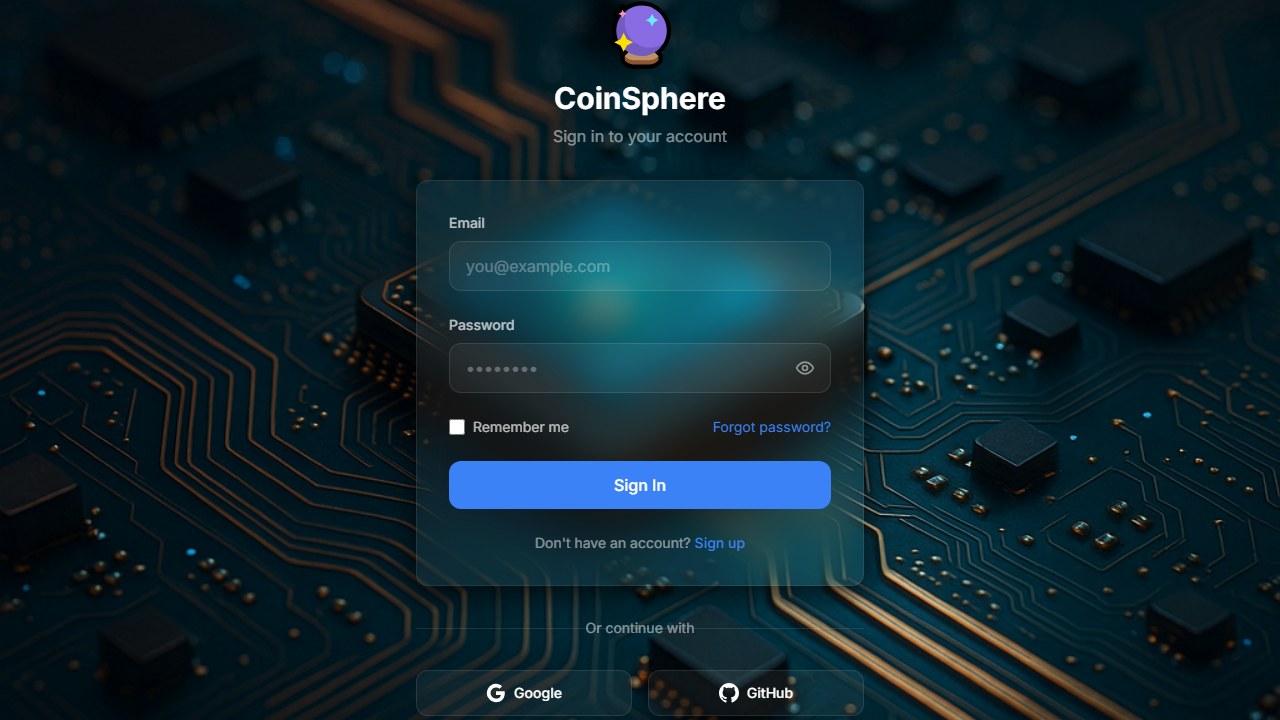 CoinSphere
Sign in to your account
Email
you@example.com
Password
Remember me
Forgot password?
Sign In
Don't have an account? Sign up
Or continue with
Google
GitHub